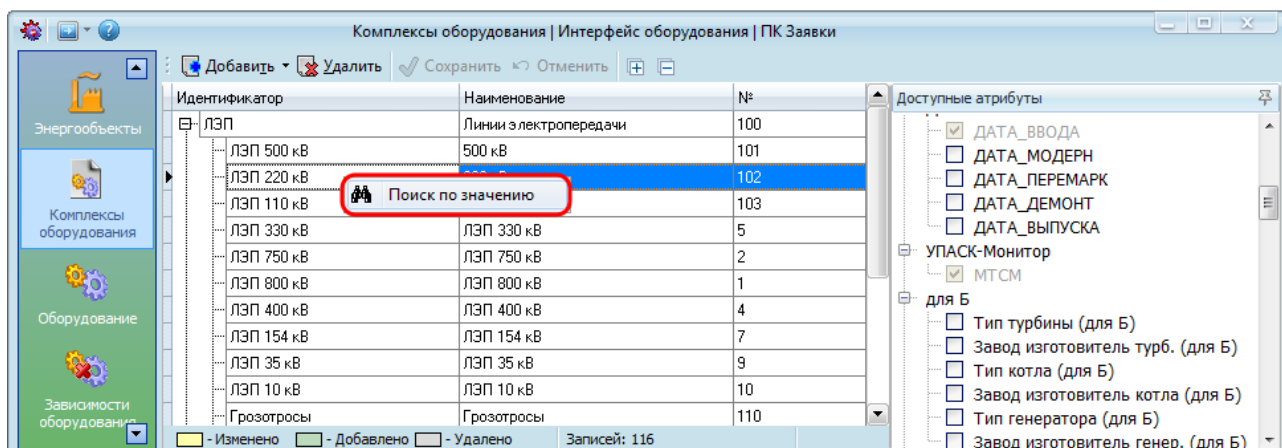 Комплексы оборудования | Интерфейс оборудования | ПК Заявки
Энергообъекты
Комплексы
оборудования
Оборудование
Зависимости
оборудования
Добавить Удалить Сохранить Отменить
Идентификатор Наименование №
ЛЭП Линии электропередачи 100
ЛЭП 500 кВ 500 кВ 101
ЛЭП 220 кВ 102
Поиск по значению
ЛЭП 110 кВ 103
ЛЭП 330 кВ ЛЭП 330 кВ 5
ЛЭП 750 кВ ЛЭП 750 кВ 2
ЛЭП 800 кВ ЛЭП 800 кВ 1
ЛЭП 400 кВ ЛЭП 400 кВ 4
ЛЭП 154 кВ ЛЭП 154 кВ 7
ЛЭП 35 кВ ЛЭП 35 кВ 9
ЛЭП 10 кВ ЛЭП 10 кВ 10
Грозотросы Грозотросы 110
- Изменено - Добавлено - Удалено Записей: 116
Доступные атрибуты
ДАТА_ВВОДА
ДАТА_МОДЕРН
ДАТА_ПЕРЕМАРК
ДАТА_ДЕМОНТ
ДАТА_ВЫПУСКА
УПАСК-Монитор
МТСМ
для Б
Тип турбины (для Б)
Завод изготовитель турб. (для Б)
Тип котла (для Б)
Завод изготовитель котла (для Б)
Тип генератора (для Б)
Завод изготовитель генер. (для Б)